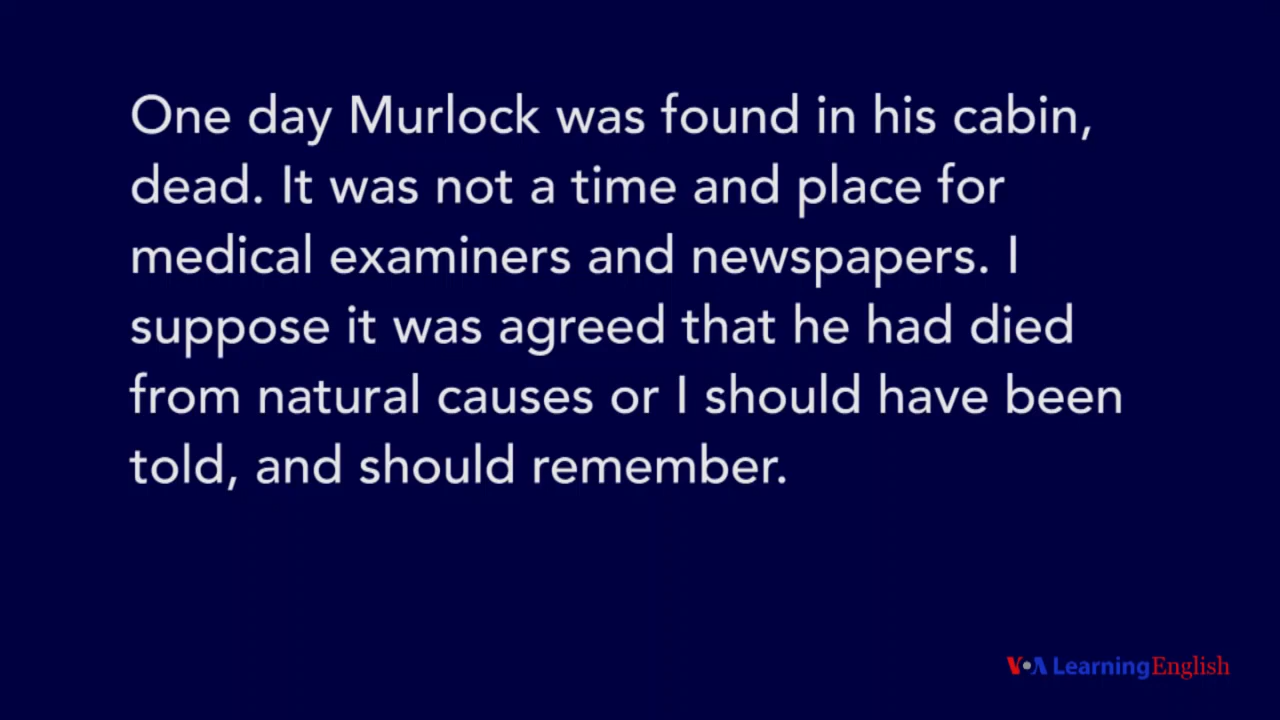 One day Murlock was found in his cabin,
dead. It was not a time and place for
medical examiners and newspapers. I
suppose it was agreed that he had died
from natural causes or I should have been
told, and should remember.
VOA Learning English